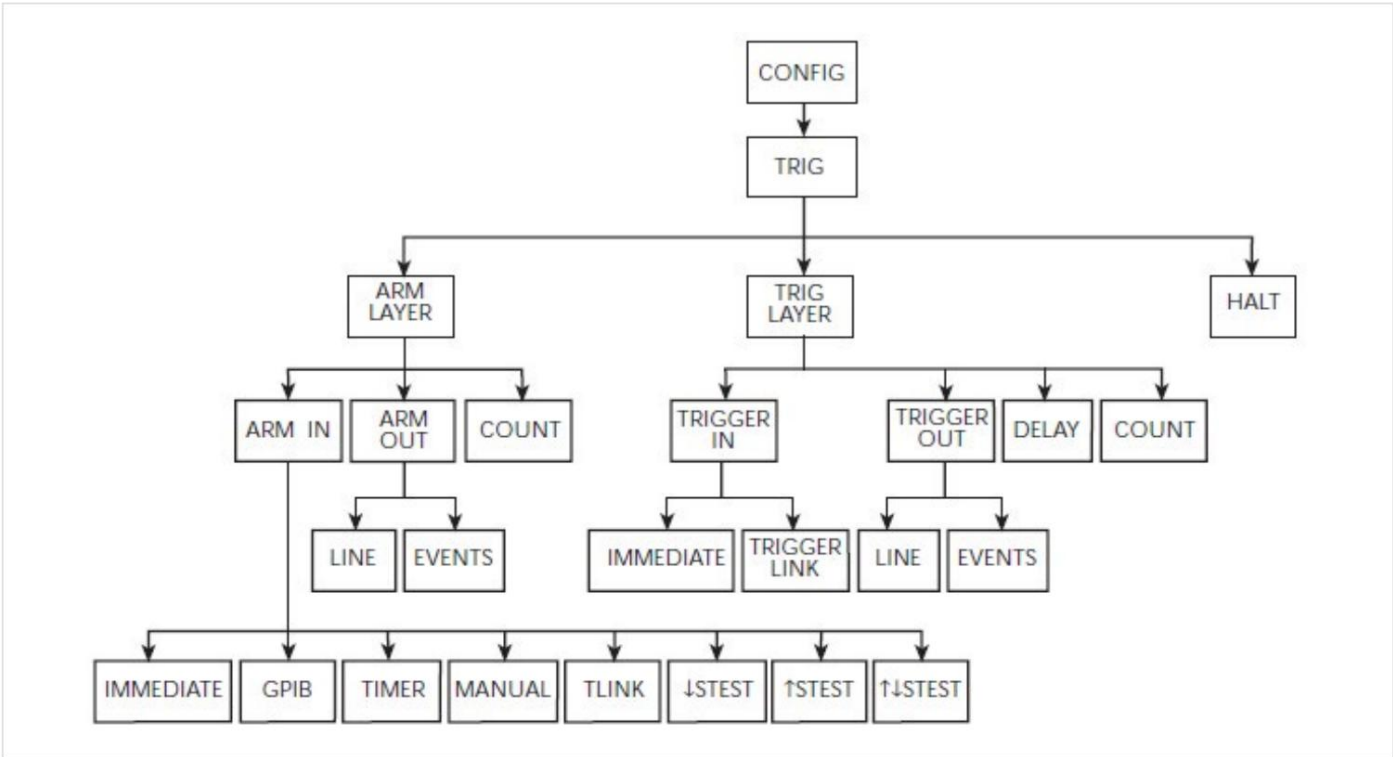 CONFIG
TRIG
ARM
LAYER
TRIG
LAYER
HALT
ARM IN
ARM
OUT
COUNT
TRIGGER
IN
TRIGGER
OUT
DELAY
COUNT
LINE
EVENTS
IMMEDIATE
TRIGGER
LINK
LINE
EVENTS
IMMEDIATE
GPIB
TIMER
MANUAL
TLINK
↓STEST
↑STEST
↑↓STEST